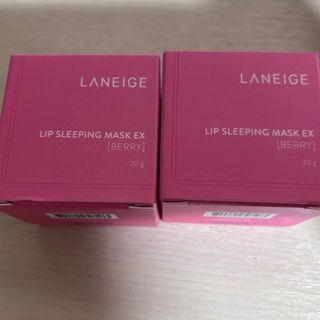 LANEIGE
LIP SLEEPING MASK EX
[BERRY]
20 g
LANEIGE
LIP SLEEPING MASK EX
[BERRY]
20 g